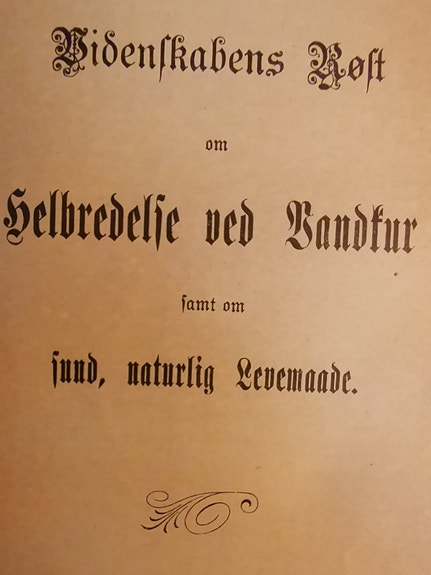 Videnſkabens Røſt
om
Helbredelſe ved Vandkur
ſamt om
ſund, naturlig Levemaade.